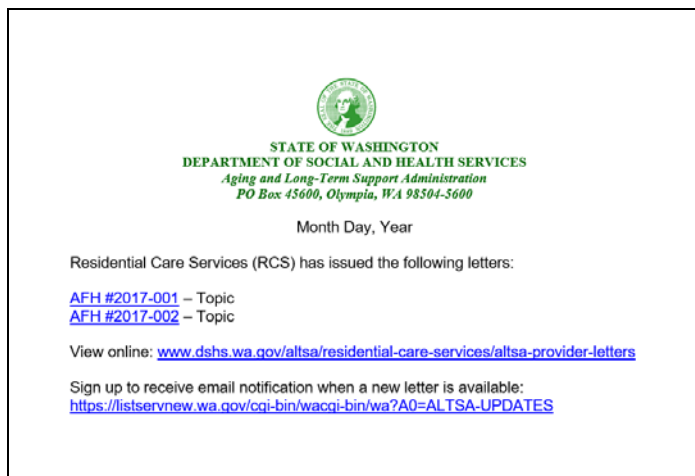 STATE OF WASHINGTON
DEPARTMENT OF SOCIAL AND HEALTH SERVICES
Aging and Long-Term Support Administration
PO Box 45600, Olympia, WA 98504-5600
Month Day, Year
Residential Care Services (RCS) has issued the following letters:
AFH #2017-001 – Topic
AFH #2017-002 – Topic
View online: www.dshs.wa.gov/altsa/residential-care-services/altsa-provider-letters
Sign up to receive email notification when a new letter is available:
https://listservnew.wa.gov/cgi-bin/wacgi-bin/wa?A0=ALTSA-UPDATES